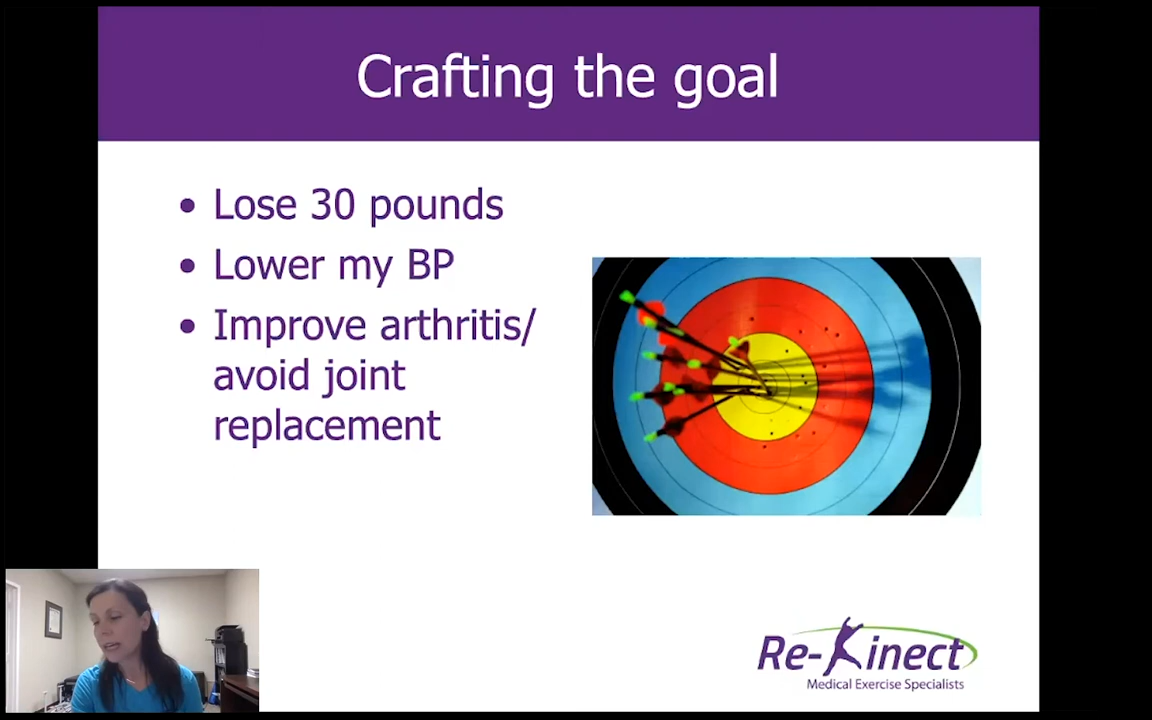 Crafting the goal
• Lose 30 pounds
• Lower my BP
• Improve arthritis/
avoid joint
replacement
Re-Kinect
Medical Exercise Specialists